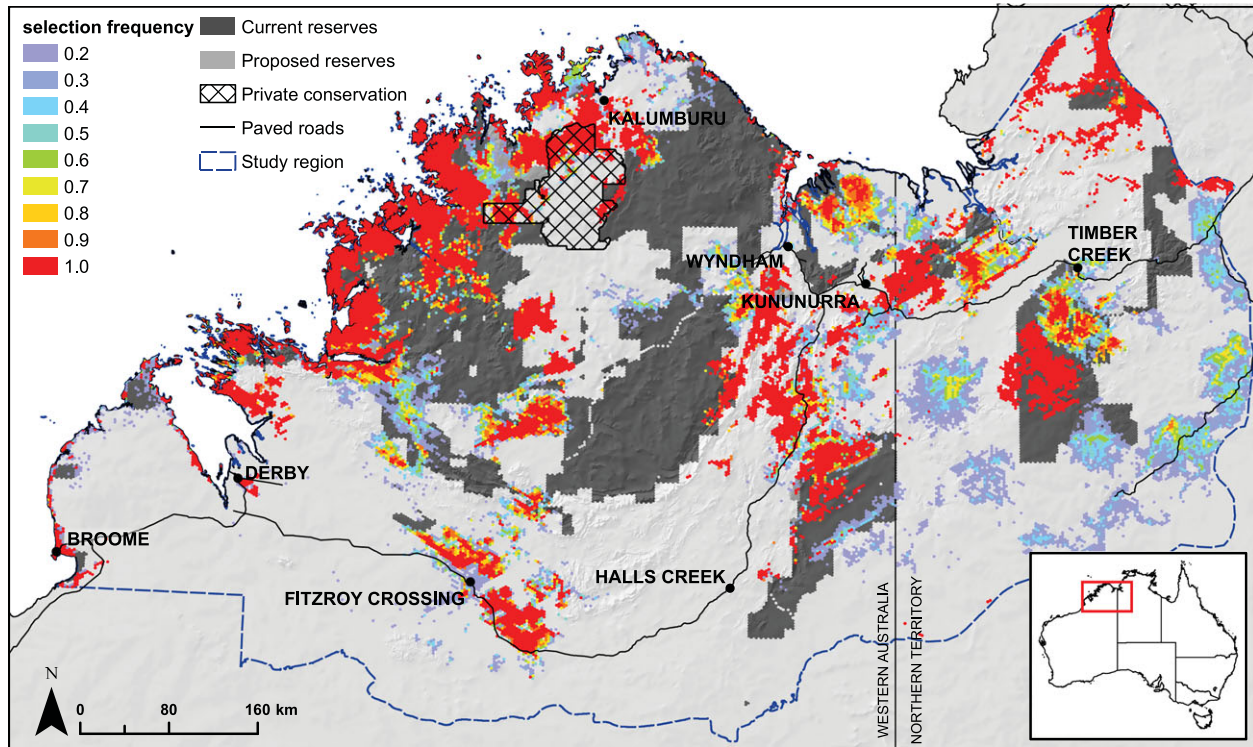 selection frequency
0.2
0.3
0.4
0.5
0.6
0.7
0.8
0.9
1.0
Current reserves
Proposed reserves
Private conservation
Paved roads
Study region
KALUMBURU
WYNDHAM
KUNUNURRA
TIMBER
CREEK
DERBY
BROOME
FITZROY CROSSING
HALLS CREEK
WESTERN AUSTRALIA
NORTHERN TERRITORY
N
0 80 160 km